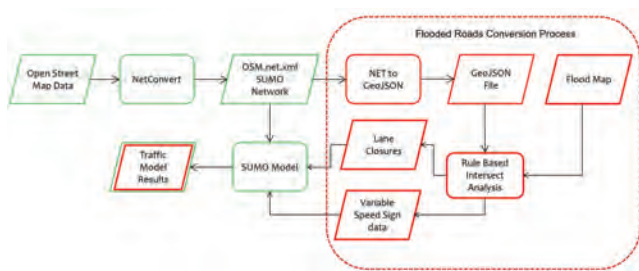 Flooded Roads Conversion Process
Open Street
Map Data
NetConvert
OSM.net.xml
SUMO
Network
NET to
GeoJSON
GeoJSON
File
Flood Map
Traffic
Model
Results
SUMO Model
Lane
Closures
Rule Based
Intersect
Analysis
Variable
Speed Sign
data